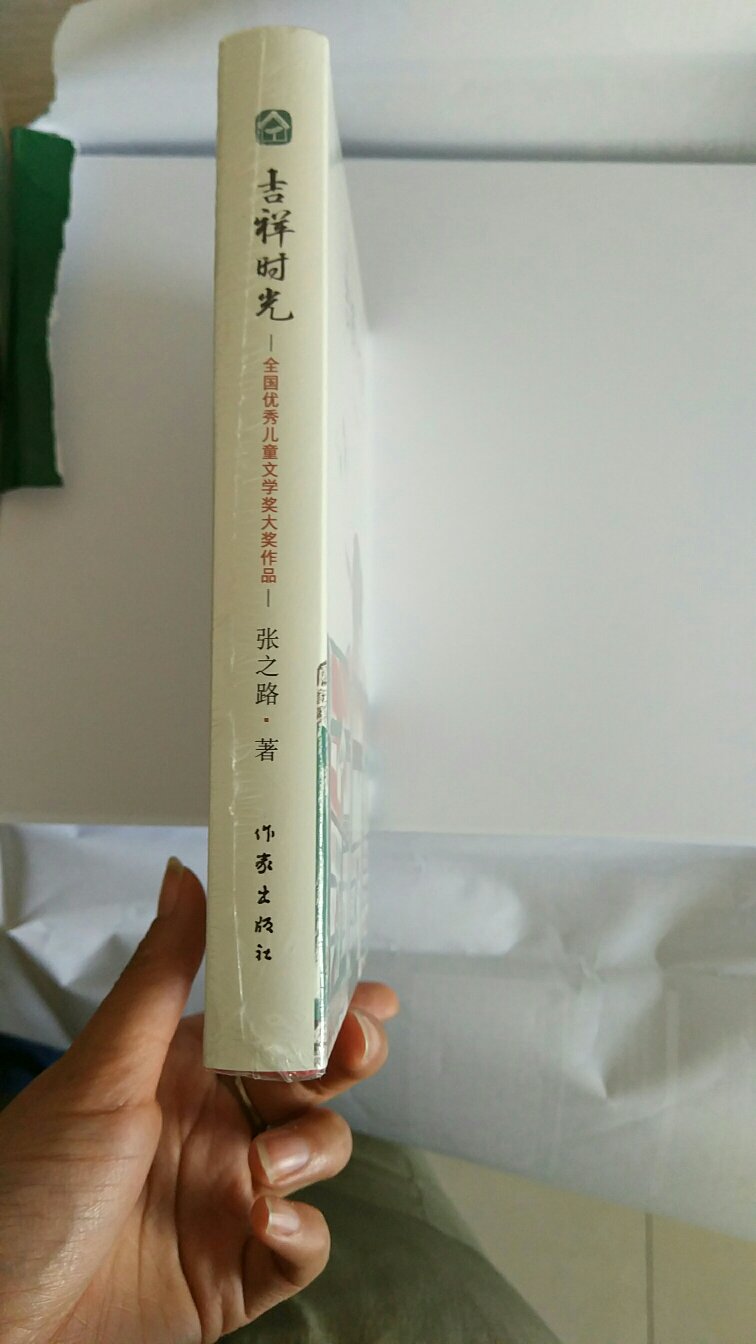 吉祥时光
全国优秀儿童文学奖大奖作品
张之路·著
作家出版社